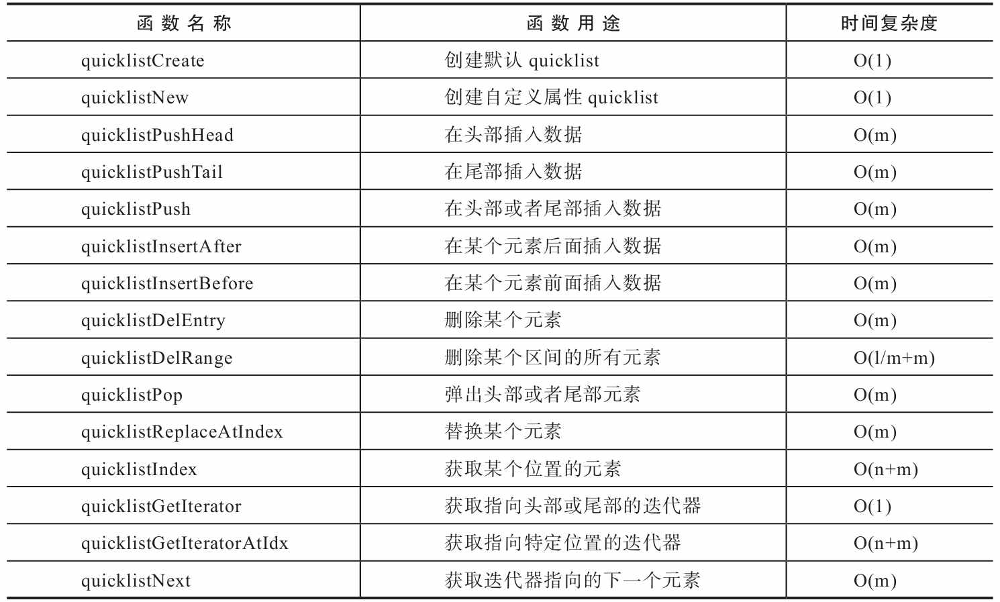 函数名称 函数用途 时间复杂度
quicklistCreate 创建默认 quicklist O(1)
quicklistNew 创建自定义属性 quicklist O(1)
quicklistPushHead 在头部插入数据 O(m)
quicklistPushTail 在尾部插入数据 O(m)
quicklistPush 在头部或者尾部插入数据 O(m)
quicklistInsertAfter 在某个元素后面插入数据 O(m)
quicklistInsertBefore 在某个元素前面插入数据 O(m)
quicklistDelEntry 删除某个元素 O(m)
quicklistDelRange 删除某个区间的所有元素 O(l/m+m)
quicklistPop 弹出头部或者尾部元素 O(m)
quicklistReplaceAtIndex 替换某个元素 O(m)
quicklistIndex 获取某个位置的元素 O(n+m)
quicklistGetIterator 获取指向头部或尾部的迭代器 O(1)
quicklistGetIteratorAtIdx 获取指向特定位置的迭代器 O(n+m)
quicklistNext 获取迭代器指向的下一个元素 O(m)